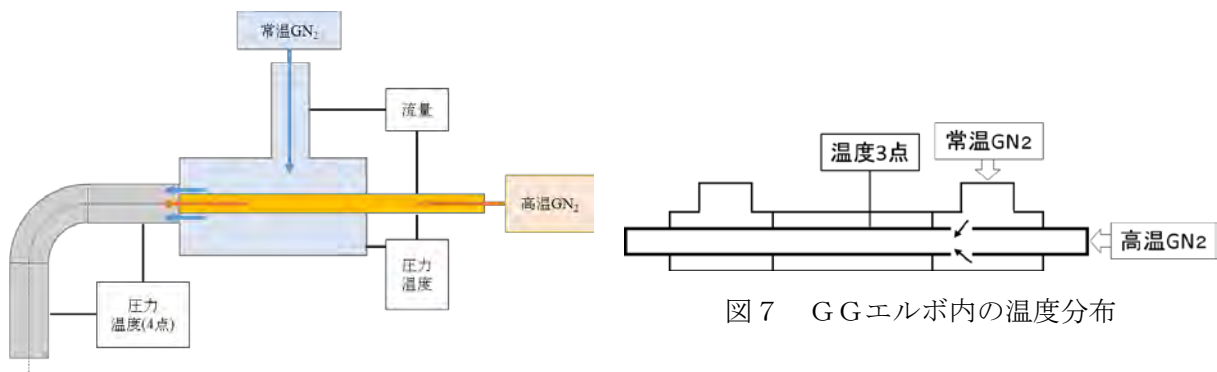 常温GN₂
流量
高温GN₂
圧力
温度
圧力
温度(4点)
温度3点
常温GN2
高温GN2
図７　ＧＧエルボ内の温度分布